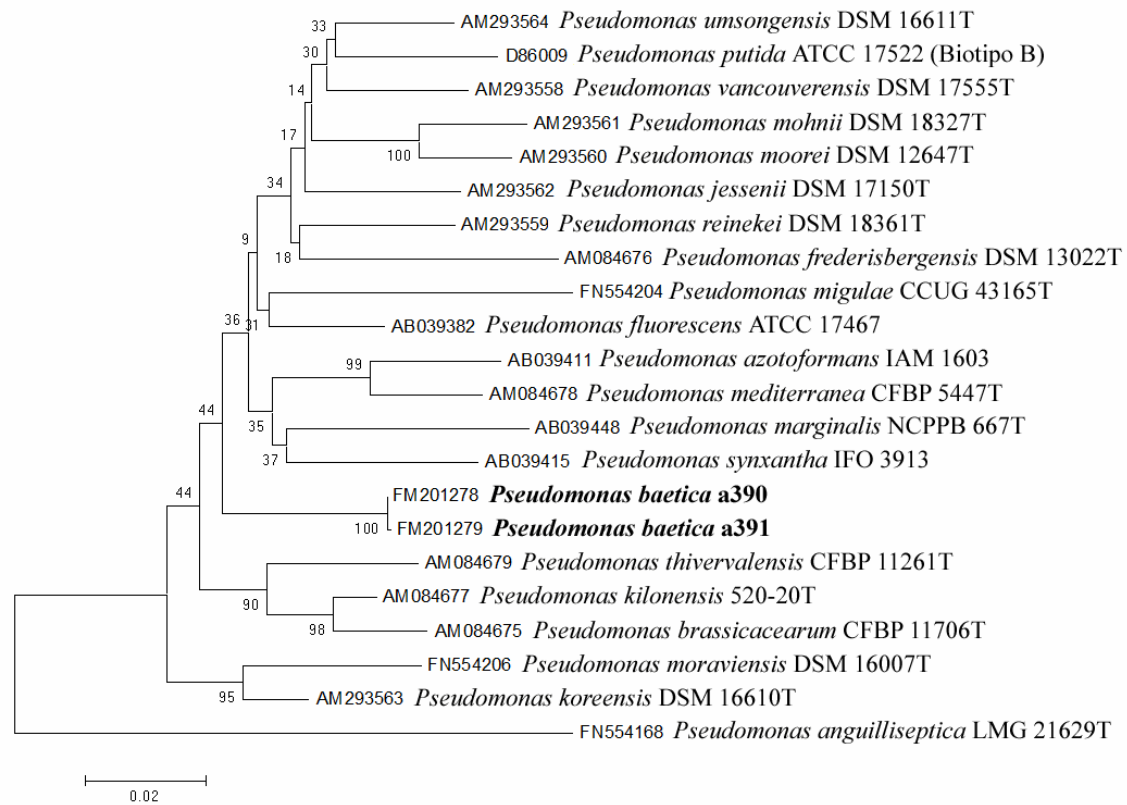 33
AM293564 Pseudomonas umsongensis DSM 16611T
30
D86009 Pseudomonas putida ATCC 17522 (Biotipo B)
14
AM293558 Pseudomonas vancouverensis DSM 17555T
17
AM293561 Pseudomonas mohnii DSM 18327T
100
AM293560 Pseudomonas moorei DSM 12647T
34
AM293562 Pseudomonas jessenii DSM 17150T
9
AM293559 Pseudomonas reinekei DSM 18361T
18
AM084676 Pseudomonas frederisbergensis DSM 13022T
FN554204 Pseudomonas migulae CCUG 43165T
36
31
AB039382 Pseudomonas fluorescens ATCC 17467
99
AB039411 Pseudomonas azotoformans IAM 1603
AM084678 Pseudomonas mediterranea CFBP 5447T
44
35
AB039448 Pseudomonas marginalis NCPPB 667T
37
AB039415 Pseudomonas synxantha IFO 3913
44
FM201278 Pseudomonas baetica a390
100
FM201279 Pseudomonas baetica a391
AM084679 Pseudomonas thivervalensis CFBP 11261T
90
AM084677 Pseudomonas kilonensis 520-20T
98
AM084675 Pseudomonas brassicacearum CFBP 11706T
FN554206 Pseudomonas moraviensis DSM 16007T
95
AM293563 Pseudomonas koreensis DSM 16610T
FN554168 Pseudomonas anguilliseptica LMG 21629T
0.02